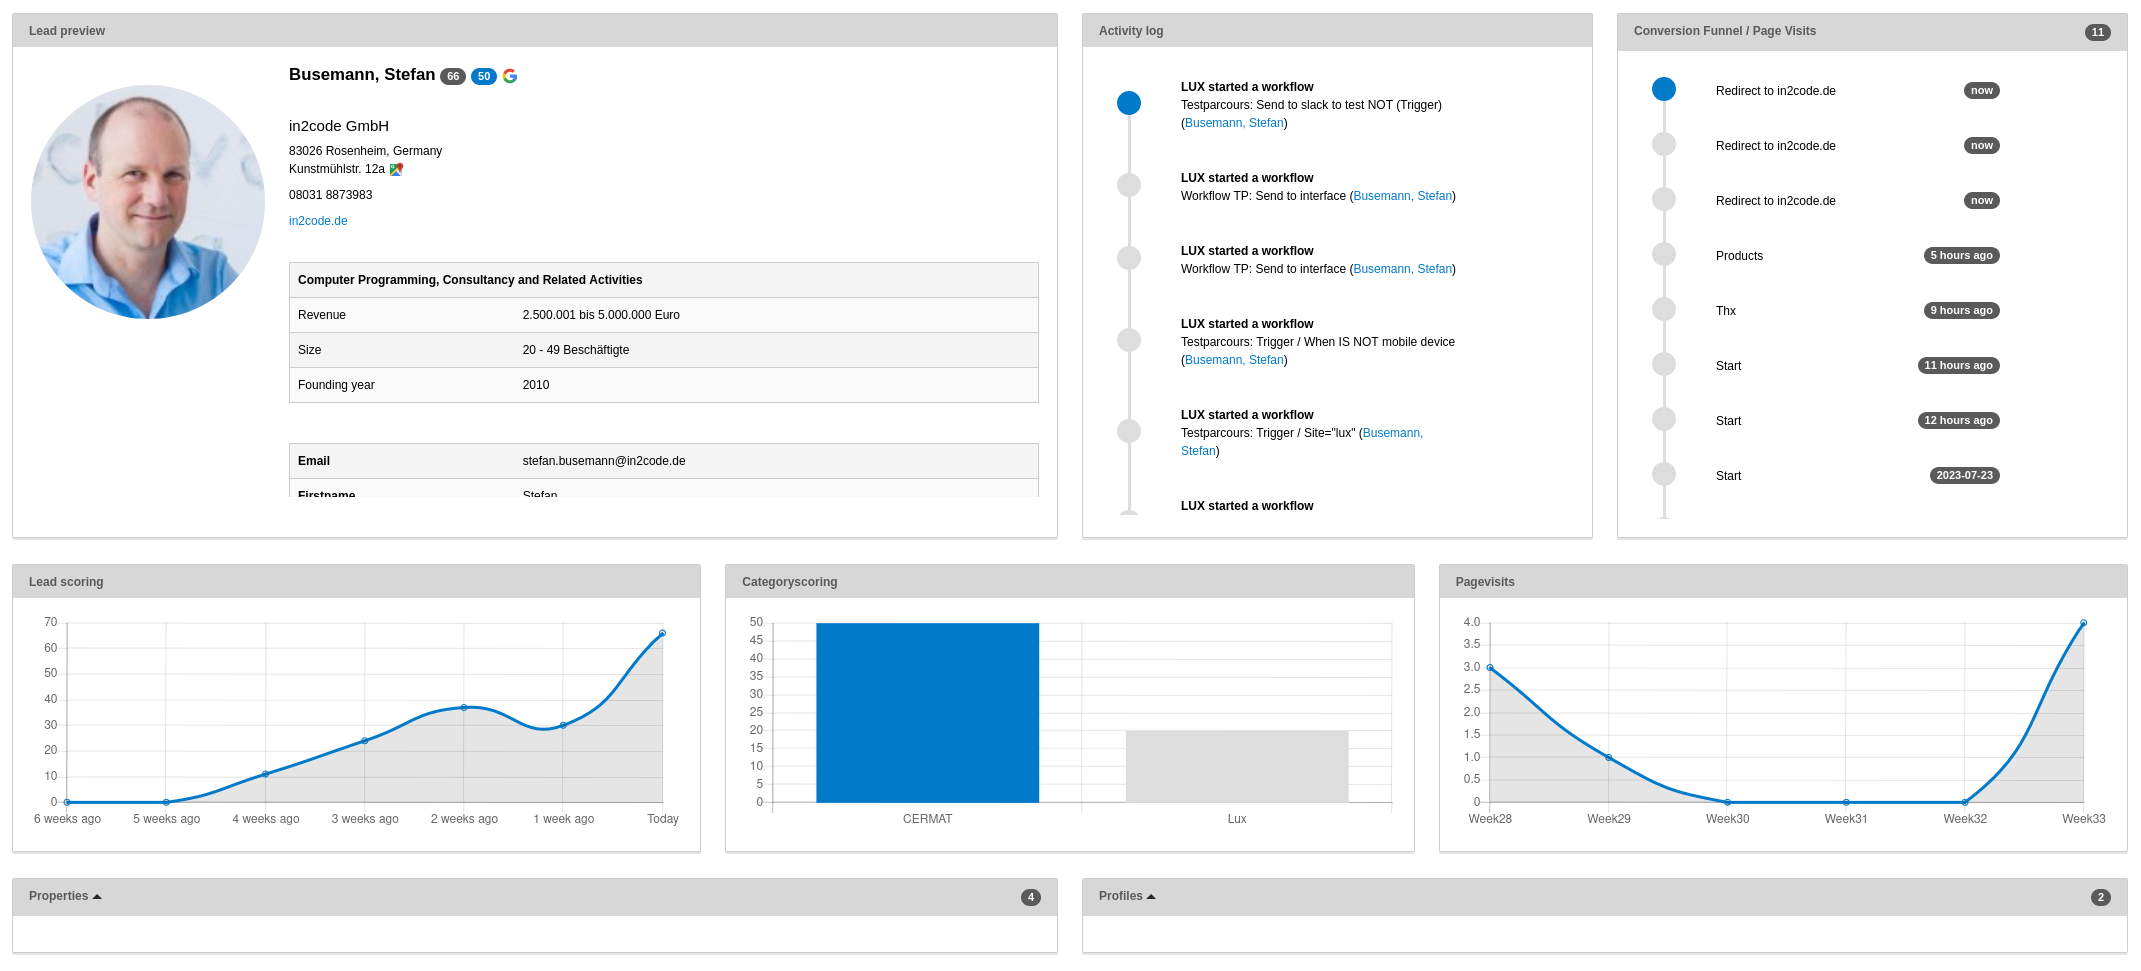 Lead preview
Busemann, Stefan 66 50
in2code GmbH
83026 Rosenheim, Germany
Kunstmühlstr. 12a
08031 8873983
in2code.de
Computer Programming, Consultancy and Related Activities
Revenue 2.500.001 bis 5.000.000 Euro
Size 20 - 49 Beschäftigte
Founding year 2010
Email stefan.busemann@in2code.de
Firstname Stefan
Activity log
LUX started a workflow
Testparcours: Send to slack to test NOT (Trigger)
(Busemann, Stefan)
LUX started a workflow
Workflow TP: Send to interface (Busemann, Stefan)
LUX started a workflow
Workflow TP: Send to interface (Busemann, Stefan)
LUX started a workflow
Testparcours: Trigger / When IS NOT mobile device
(Busemann, Stefan)
LUX started a workflow
Testparcours: Trigger / Site="lux" (Busemann,
Stefan)
LUX started a workflow
Conversion Funnel / Page Visits 11
Redirect to in2code.de now
Redirect to in2code.de now
Redirect to in2code.de now
Products 5 hours ago
Thx 9 hours ago
Start 11 hours ago
Start 12 hours ago
Start 2023-07-23
Lead scoring
70
60
50
40
30
20
10
0
6 weeks ago 5 weeks ago 4 weeks ago 3 weeks ago 2 weeks ago 1 week ago Today
Categoryscoring
50
45
40
35
30
25
20
15
10
5
0
CERMAT Lux
Pagevisits
4.0
3.5
3.0
2.5
2.0
1.5
1.0
0.5
0
Week28 Week29 Week30 Week31 Week32 Week33
Properties 4
Profiles 2